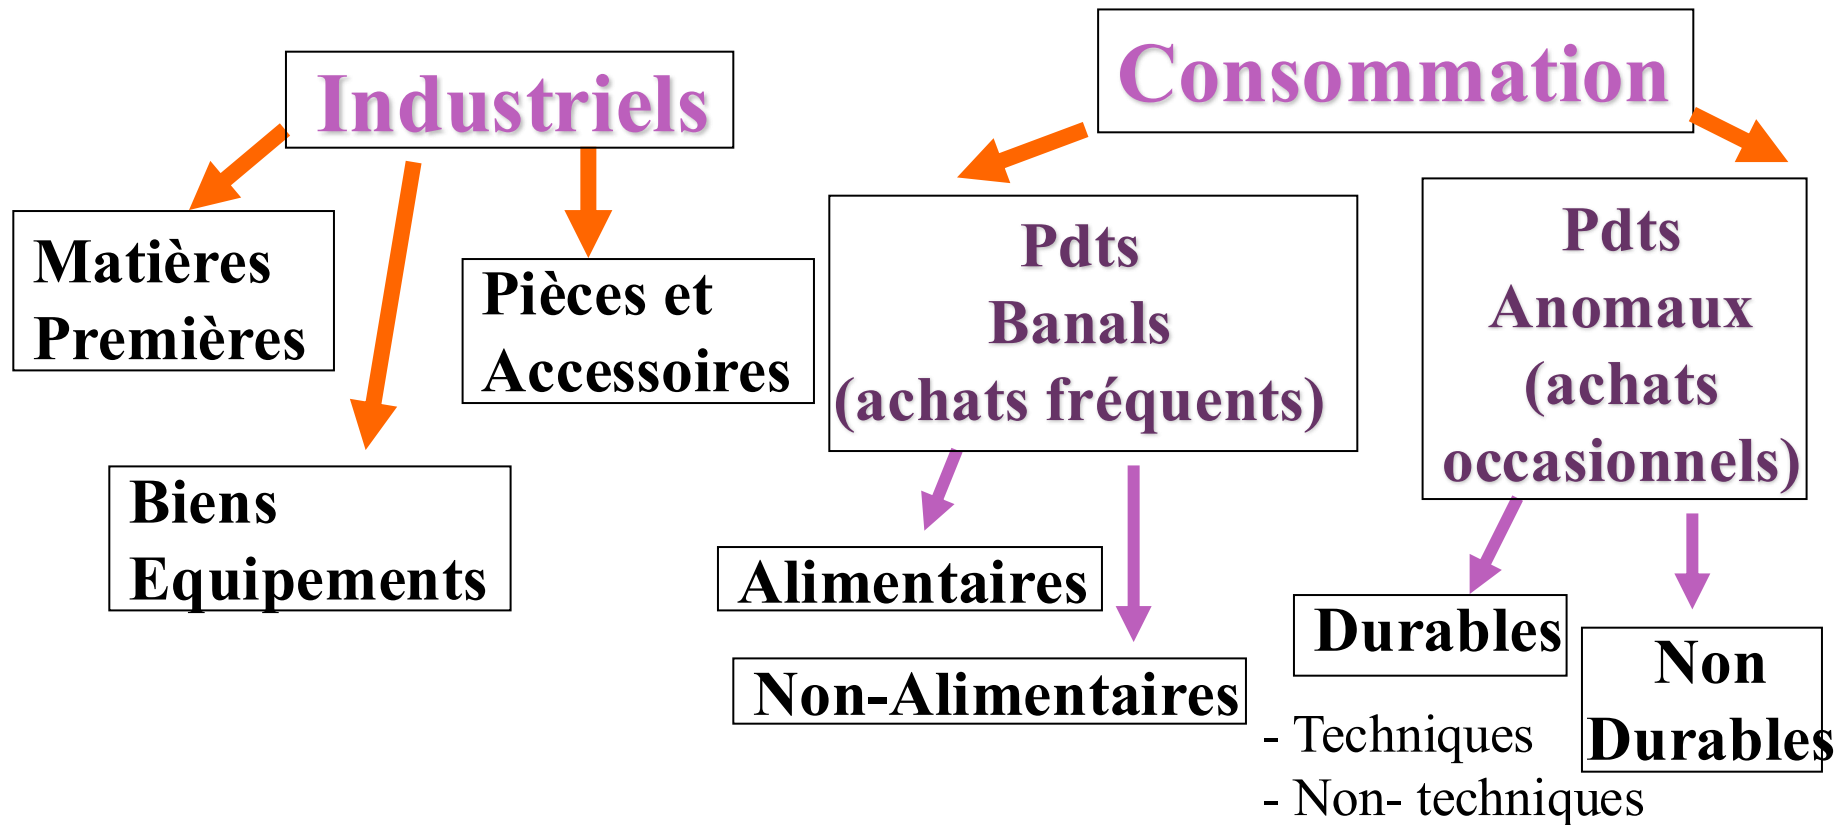 Industriels
Matières
Premières
Biens
Equipements
Pièces et
Accessoires
Consommation
Pdts
Banals
(achats fréquents)
Alimentaires
Non-Alimentaires
Pdts
Anomaux
(achats
occasionnels)
Durables
- Techniques
- Non- techniques
Non
Durables